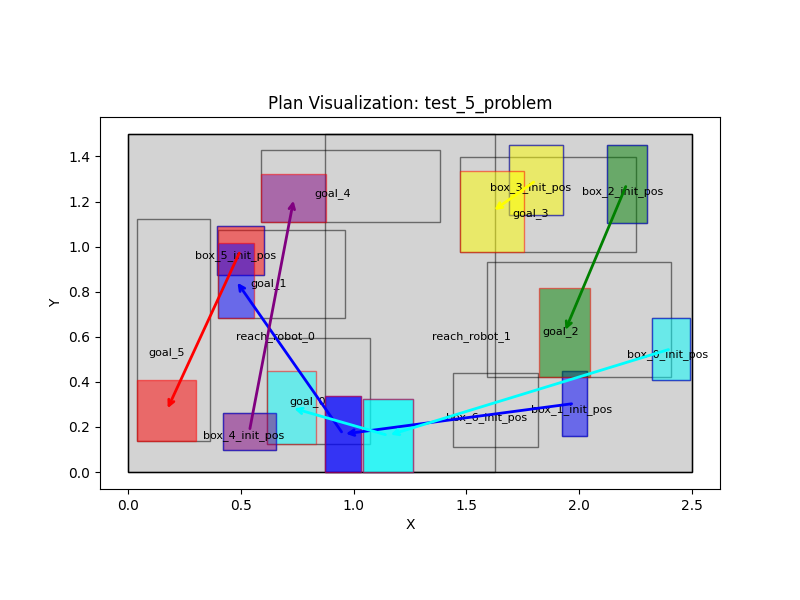 Plan Visualization: test_5_problem
1.4
1.2
1.0
0.8
0.6
0.4
0.2
0.0
Y
box_3_init_pos
box_2_init_pos
goal_4
goal_3
box_5_init_pos
goal_1
reach_robot_0
reach_robot_1
goal_2
goal_5
box_0_init_pos
goal_0
box_6_init_pos
box_1_init_pos
box_4_init_pos
0.0
0.5
1.0
1.5
2.0
2.5
X